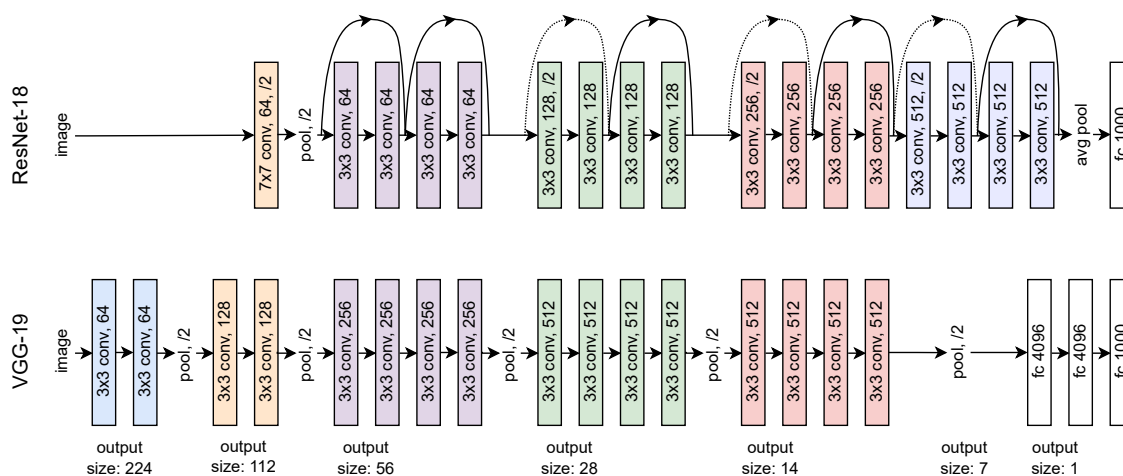 ResNet-18
image
7x7 conv, 64, /2
pool, /2
3x3 conv, 64
3x3 conv, 64
3x3 conv, 64
3x3 conv, 64
3x3 conv, 128, /2
3x3 conv, 128
3x3 conv, 128
3x3 conv, 128
3x3 conv, 256, /2
3x3 conv, 256
3x3 conv, 256
3x3 conv, 256
3x3 conv, 512, /2
3x3 conv, 512
3x3 conv, 512
3x3 conv, 512
avg pool
fc 1000
VGG-19
image
3x3 conv, 64
3x3 conv, 64
pool, /2
3x3 conv, 128
3x3 conv, 128
pool, /2
3x3 conv, 256
3x3 conv, 256
3x3 conv, 256
3x3 conv, 256
pool, /2
3x3 conv, 512
3x3 conv, 512
3x3 conv, 512
3x3 conv, 512
pool, /2
3x3 conv, 512
3x3 conv, 512
3x3 conv, 512
3x3 conv, 512
pool, /2
fc 4096
fc 4096
fc 1000
output
size: 224
output
size: 112
output
size: 56
output
size: 28
output
size: 14
output
size: 7
output
size: 1